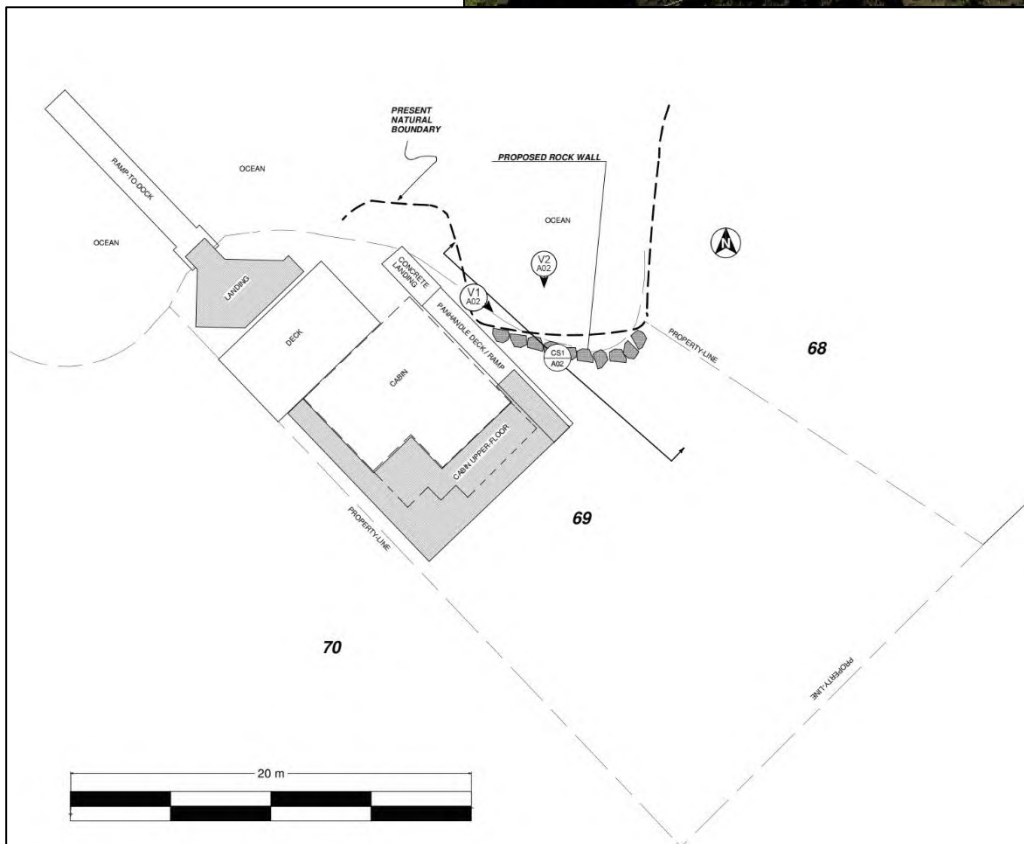 PRESENT
NATURAL
BOUNDARY
PROPOSED ROCK WALL
RAMP-TO-DOCK
OCEAN
OCEAN
OCEAN
N
V2
A02
LANDING
CONCRETE
LANDING
V1
A02
PANHANDLE DECK / RAMP
DECK
CS1
A02
PROPERTY-LINE
68
CABIN
CABIN UPPER FLOOR
PROPERTY-LINE
69
70
PROPERTY-LINE
20 m